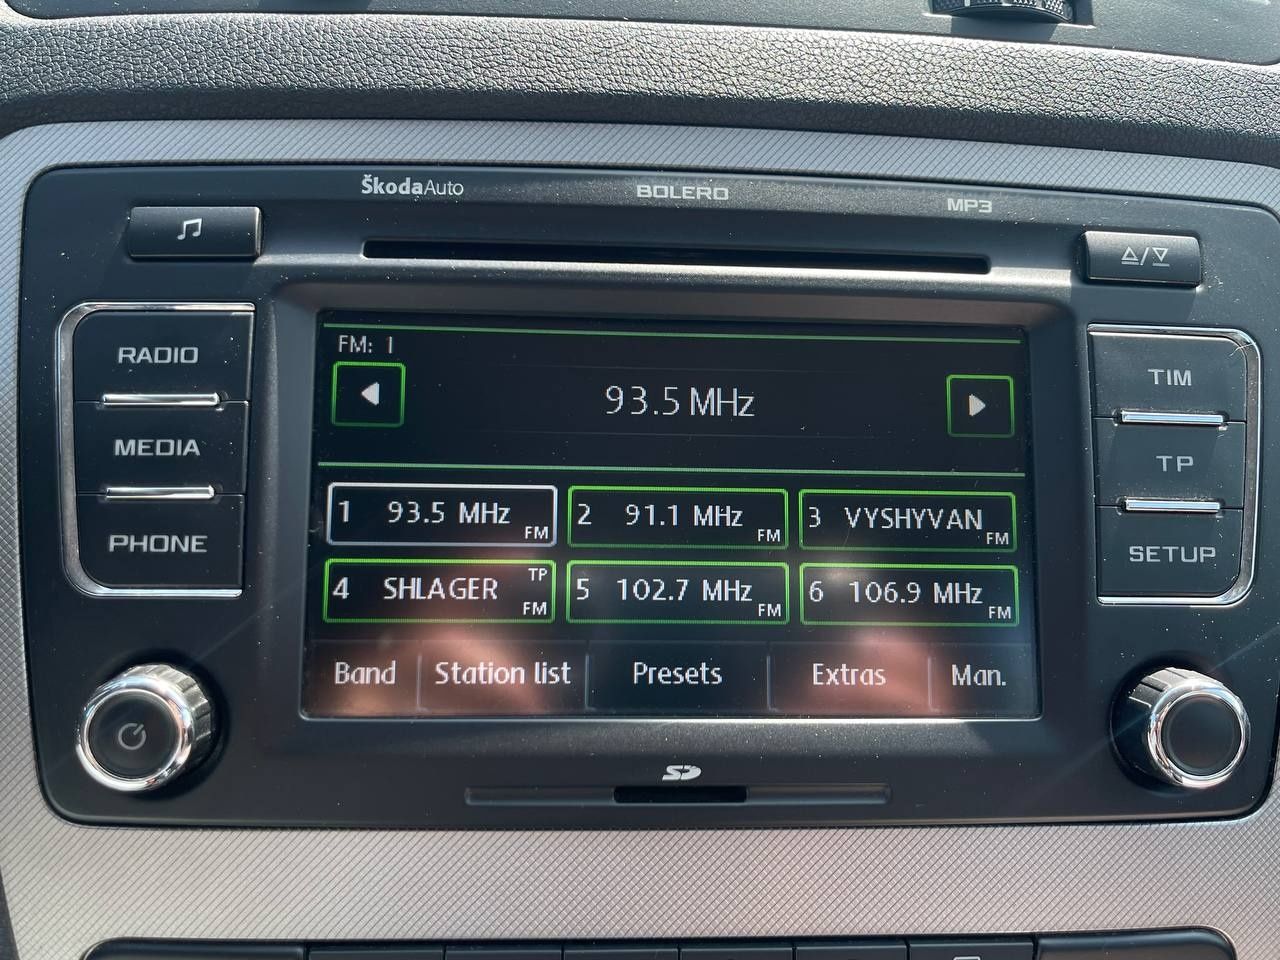 ŠkodaAuto
BOLERO
MP3
RADIO
MEDIA
PHONE
FM: 1
93.5 MHz
1 93.5 MHz FM
2 91.1 MHz FM
3 VYSHYVAN FM
4 SHLAGER TP FM
5 102.7 MHz FM
6 106.9 MHz FM
Band
Station list
Presets
Extras
Man.
TIM
TP
SETUP
SD